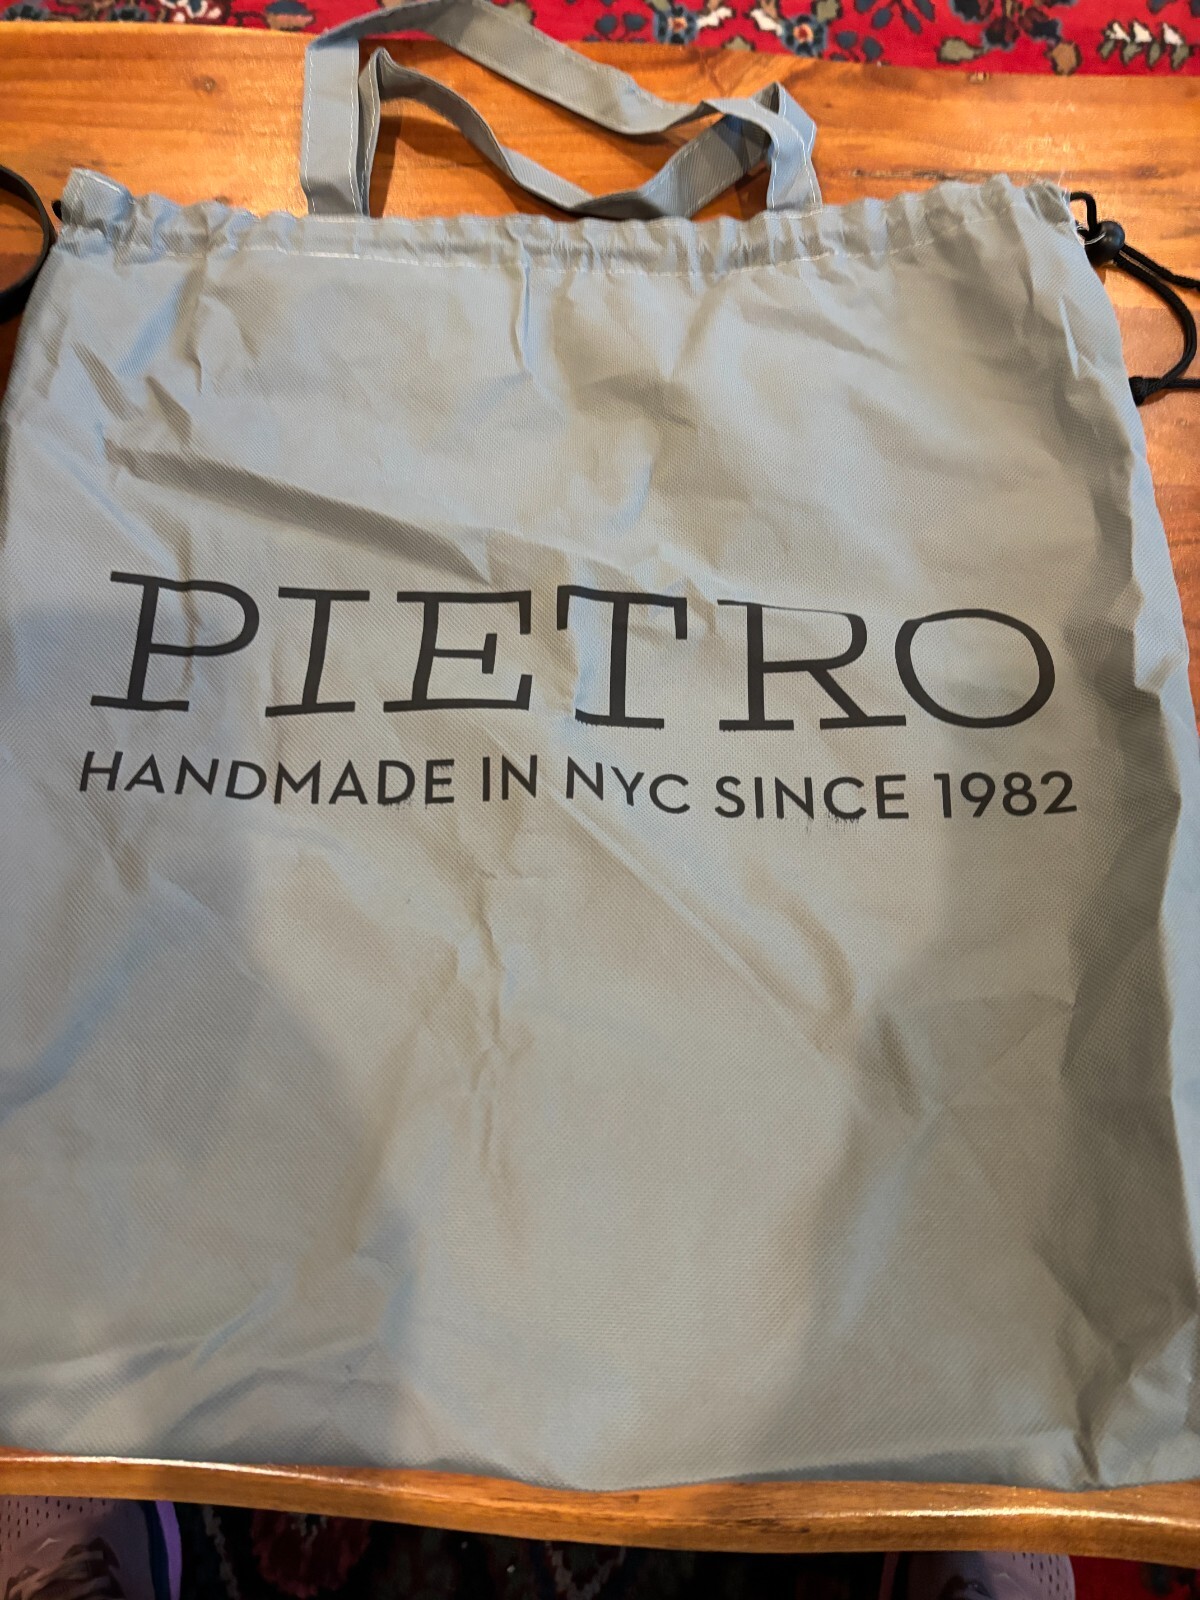 PIETRO
HANDMADE IN NYC SINCE 1982